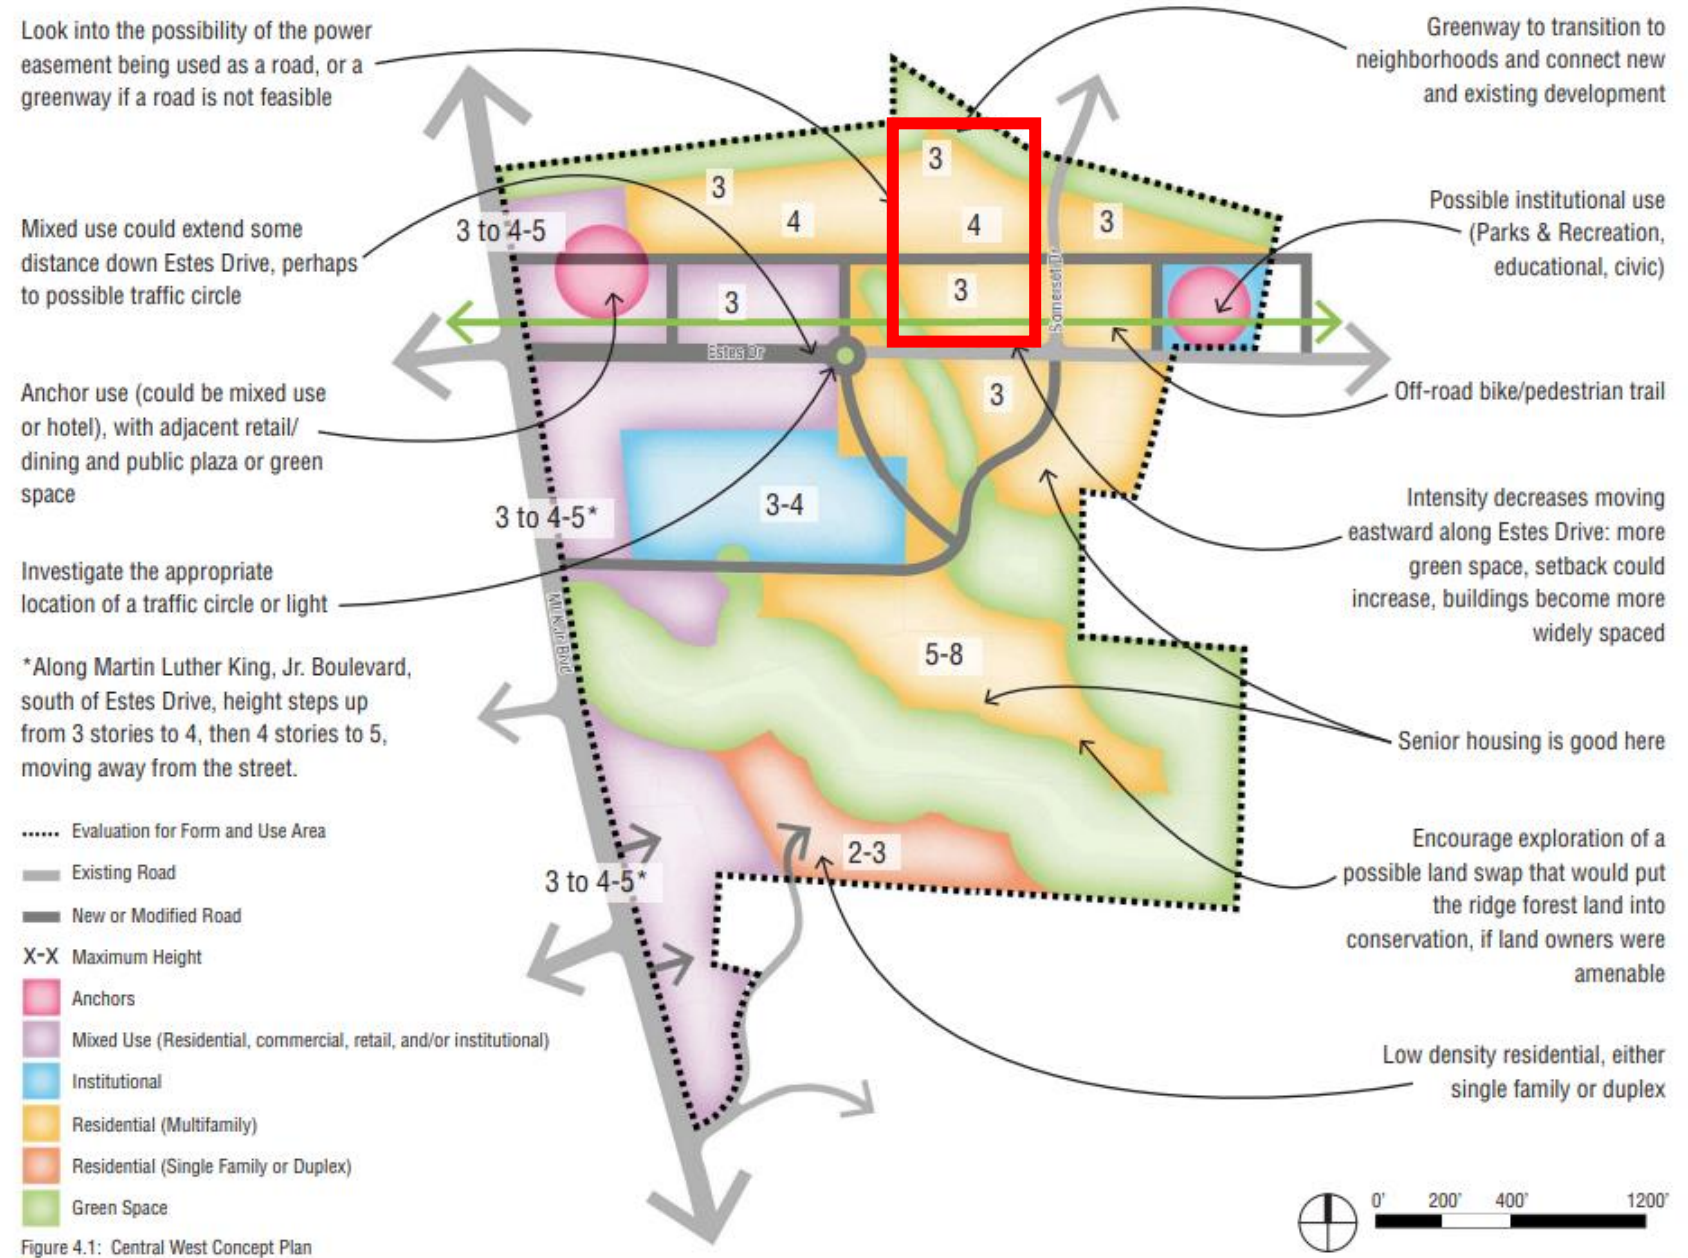 Look into the possibility of the power
easement being used as a road, or a
greenway if a road is not feasible
Greenway to transition to
neighborhoods and connect new
and existing development
Mixed use could extend some
distance down Estes Drive, perhaps
to possible traffic circle
Possible institutional use
(Parks & Recreation,
educational, civic)
Anchor use (could be mixed use
or hotel), with adjacent retail/
dining and public plaza or green
space
Off-road bike/pedestrian trail
Investigate the appropriate
location of a traffic circle or light
Intensity decreases moving
eastward along Estes Drive: more
green space, setback could
increase, buildings become more
widely spaced
*Along Martin Luther King, Jr. Boulevard,
south of Estes Drive, height steps up
from 3 stories to 4, then 4 stories to 5,
moving away from the street.
Senior housing is good here
Encourage exploration of a
possible land swap that would put
the ridge forest land into
conservation, if land owners were
amenable
Low density residential, either
single family or duplex
3
3
4
4
3
3 to 4-5
3
3
Somerset Dr
Estes Dr
3
3-4
3 to 4-5*
MLK Jr Blvd
5-8
2-3
3 to 4-5*
Evaluation for Form and Use Area
Existing Road
New or Modified Road
X-X Maximum Height
Anchors
Mixed Use (Residential, commercial, retail, and/or institutional)
Institutional
Residential (Multifamily)
Residential (Single Family or Duplex)
Green Space
Figure 4.1: Central West Concept Plan
0' 200' 400' 1200'